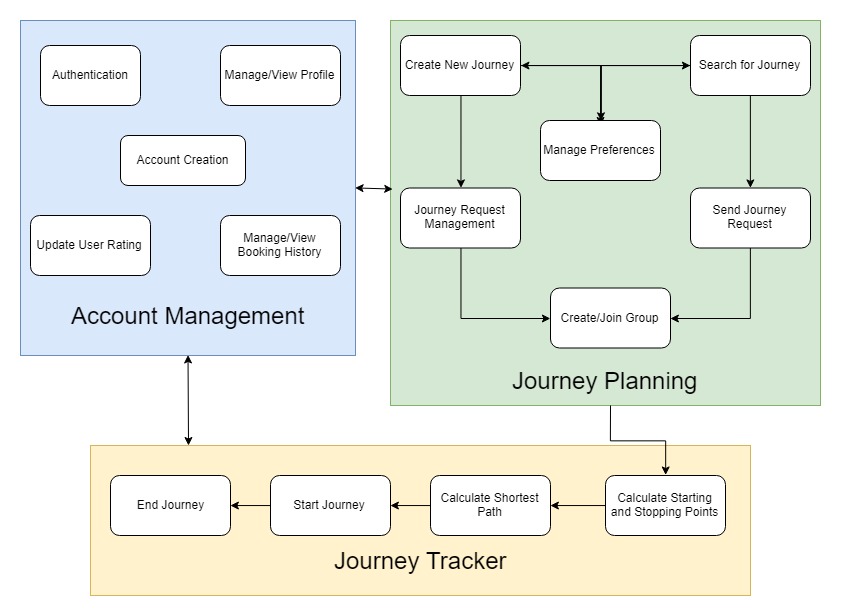 Authentication
Manage/View Profile
Account Creation
Update User Rating
Manage/View
Booking History
Account Management
Create New Journey
Search for Journey
Manage Preferences
Journey Request
Management
Send Journey
Request
Create/Join Group
Journey Planning
End Journey
Start Journey
Calculate Shortest
Path
Calculate Starting
and Stopping Points
Journey Tracker